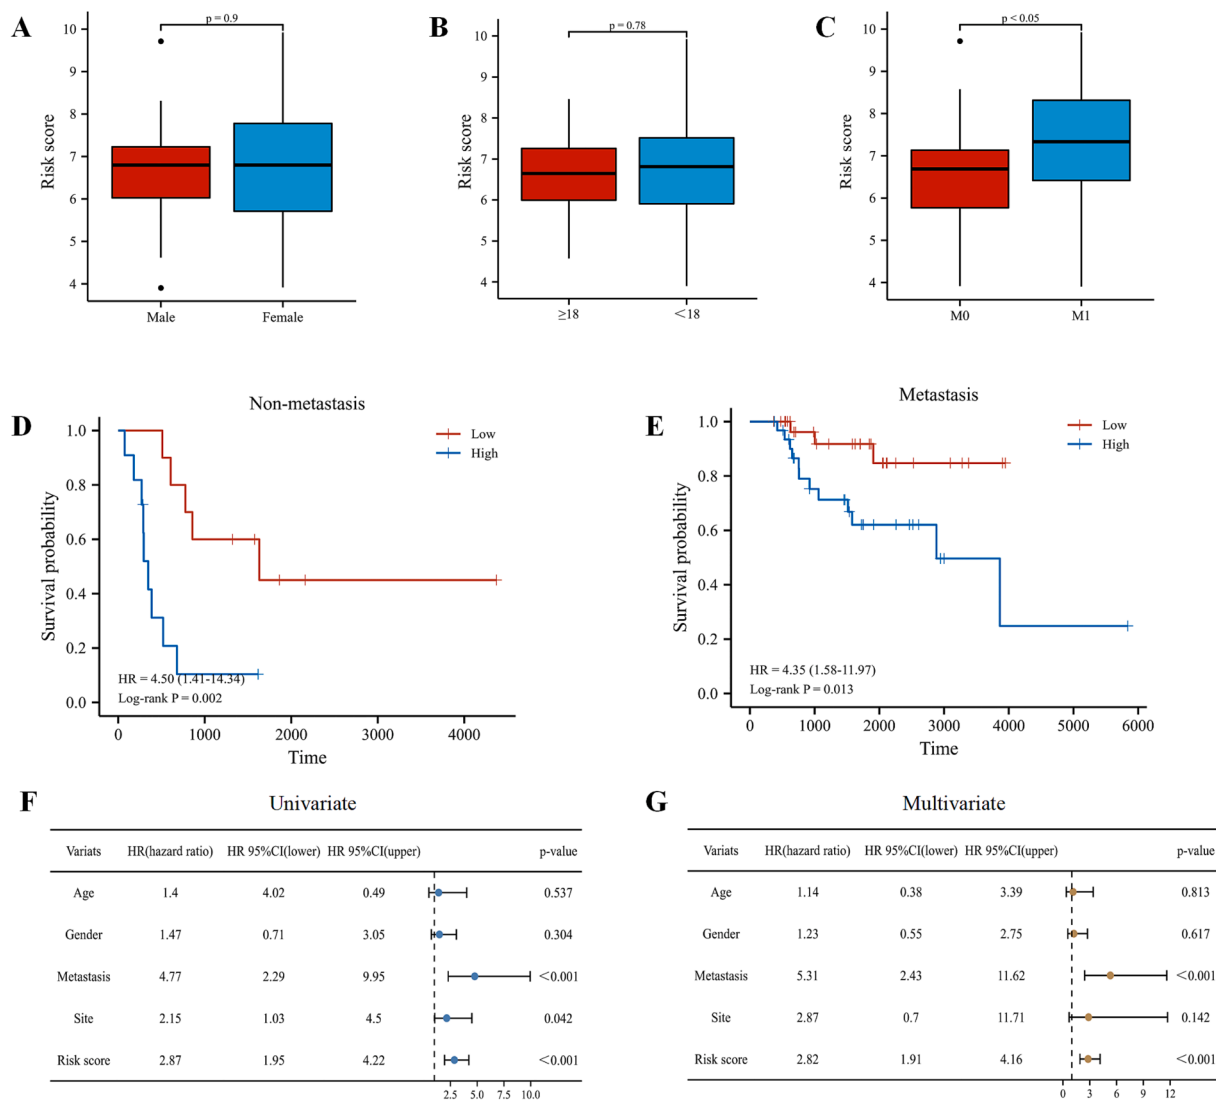 A
p = 0.9
10
9
8
7
6
5
4
Risk score
Male Female
B
p = 0.78
10
9
8
7
6
5
4
Risk score
≥18 <18
C
p < 0.05
10
9
8
7
6
5
4
Risk score
M0 M1
D
Non-metastasis
Low
High
1.0
0.8
0.6
0.4
0.2
0.0
Survival probability
HR = 4.50 (1.41-14.34)
Log-rank P = 0.002
0 1000 2000 3000 4000
Time
E
Metastasis
Low
High
1.0
0.8
0.6
0.4
0.2
0.0
Survival probability
HR = 4.35 (1.58-11.97)
Log-rank P = 0.013
0 1000 2000 3000 4000 5000 6000
Time
F
Univariate
Variats HR(hazard ratio) HR 95%CI(lower) HR 95%CI(upper) p-value
Age 1.4 4.02 0.49 0.537
Gender 1.47 0.71 3.05 0.304
Metastasis 4.77 2.29 9.95 <0.001
Site 2.15 1.03 4.5 0.042
Risk score 2.87 1.95 4.22 <0.001
2.5 5.0 7.5 10.0
G
Multivariate
Variats HR(hazard ratio) HR 95%CI(lower) HR 95%CI(upper) p-value
Age 1.14 0.38 3.39 0.813
Gender 1.23 0.55 2.75 0.617
Metastasis 5.31 2.43 11.62 <0.001
Site 2.87 0.7 11.71 0.142
Risk score 2.82 1.91 4.16 <0.001
0 3 6 9 12